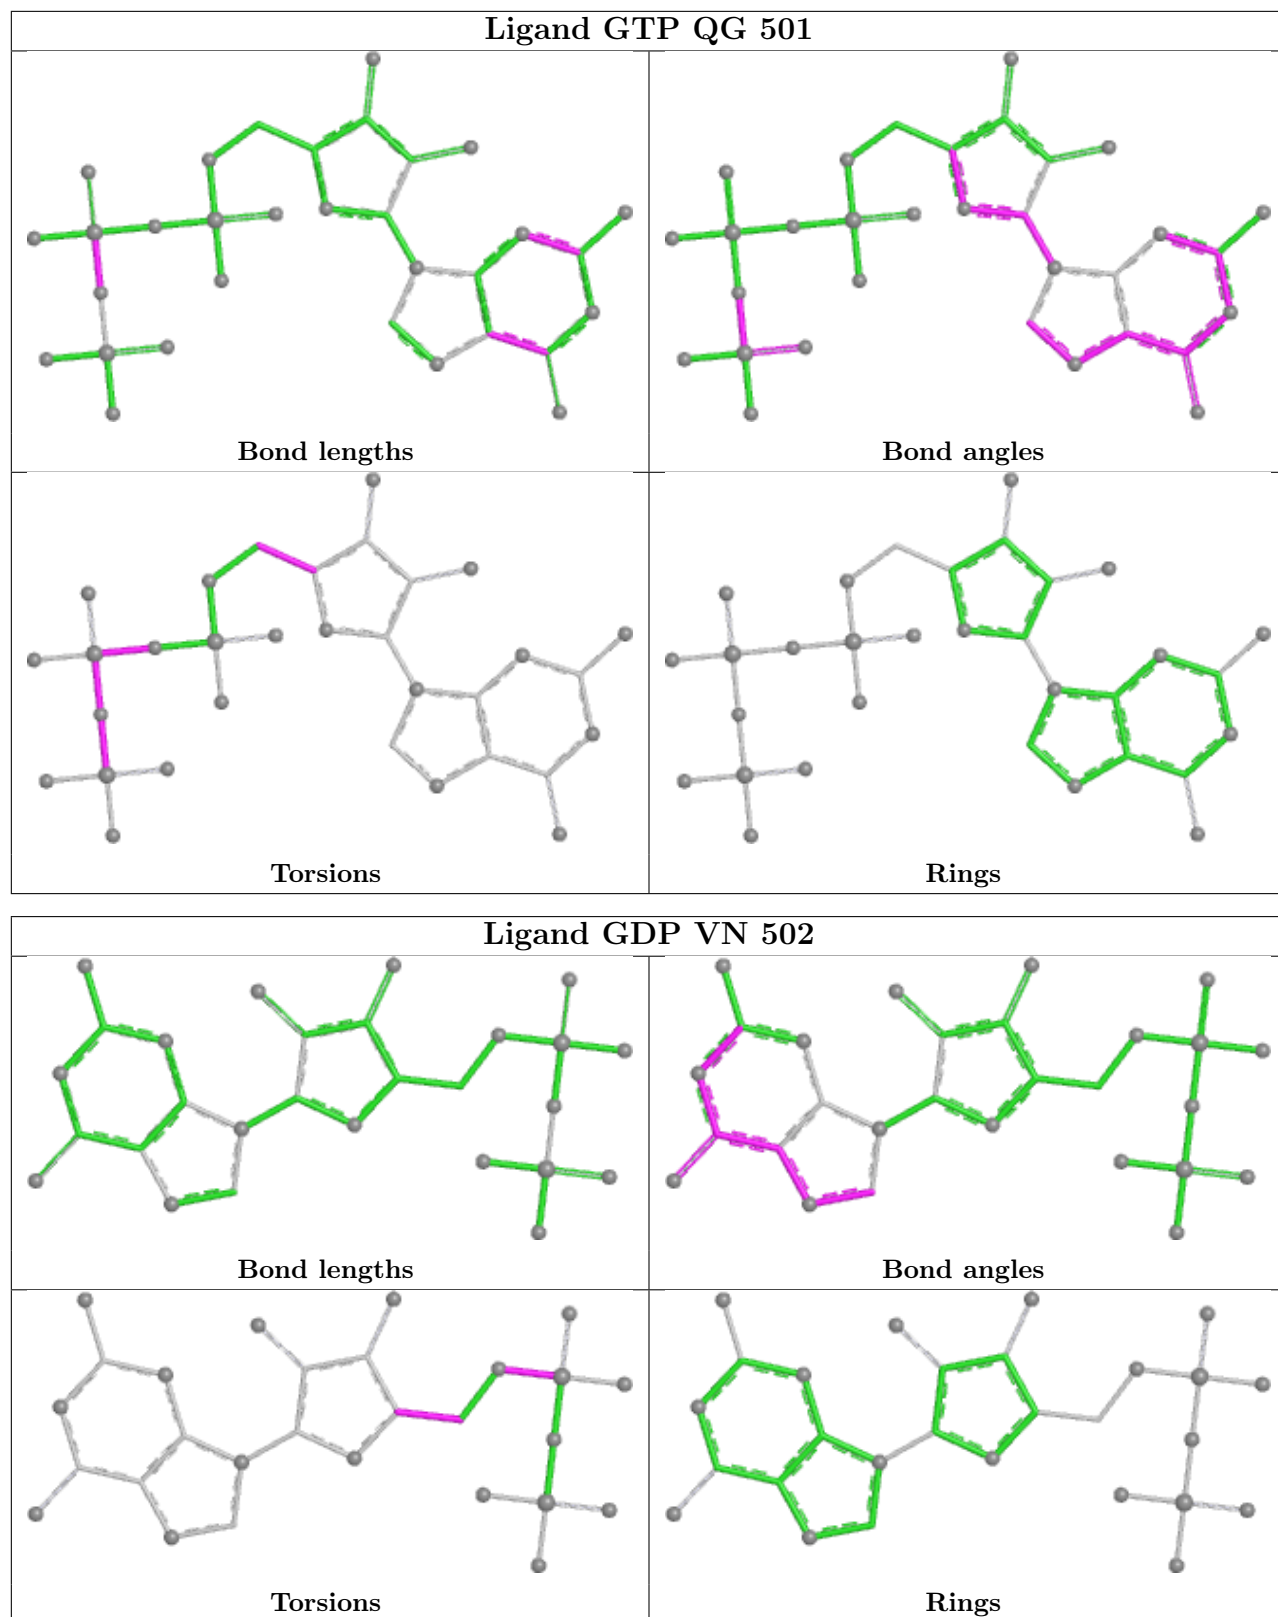 Ligand GTP QG 501
Bond lengths
Bond angles
Torsions
Rings
Ligand GDP VN 502
Bond lengths
Bond angles
Torsions
Rings